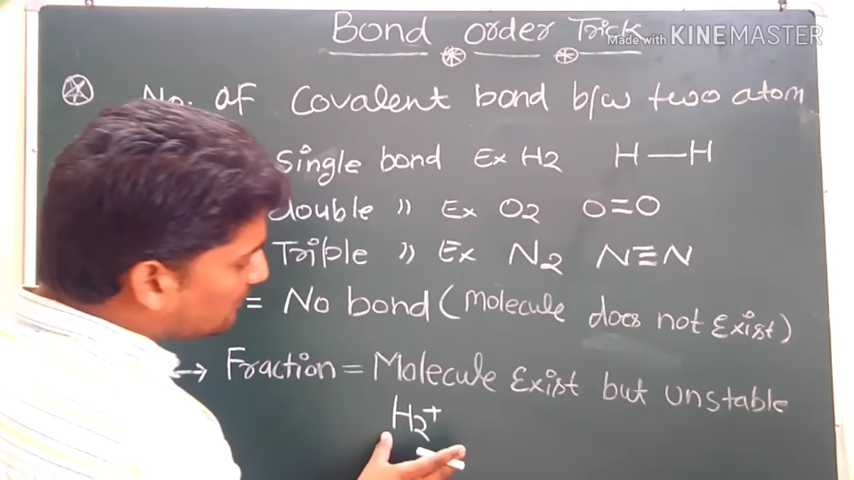 Bond order Trick
Made with KINEMASTER
No. of Covalent bond b/w two atom
Single bond Ex H2 H—H
double " Ex O2 O=O
Triple " Ex N2 N≡N
= No bond (Molecule does not Exist)
↔ Fraction = Molecule Exist but unstable
H2+